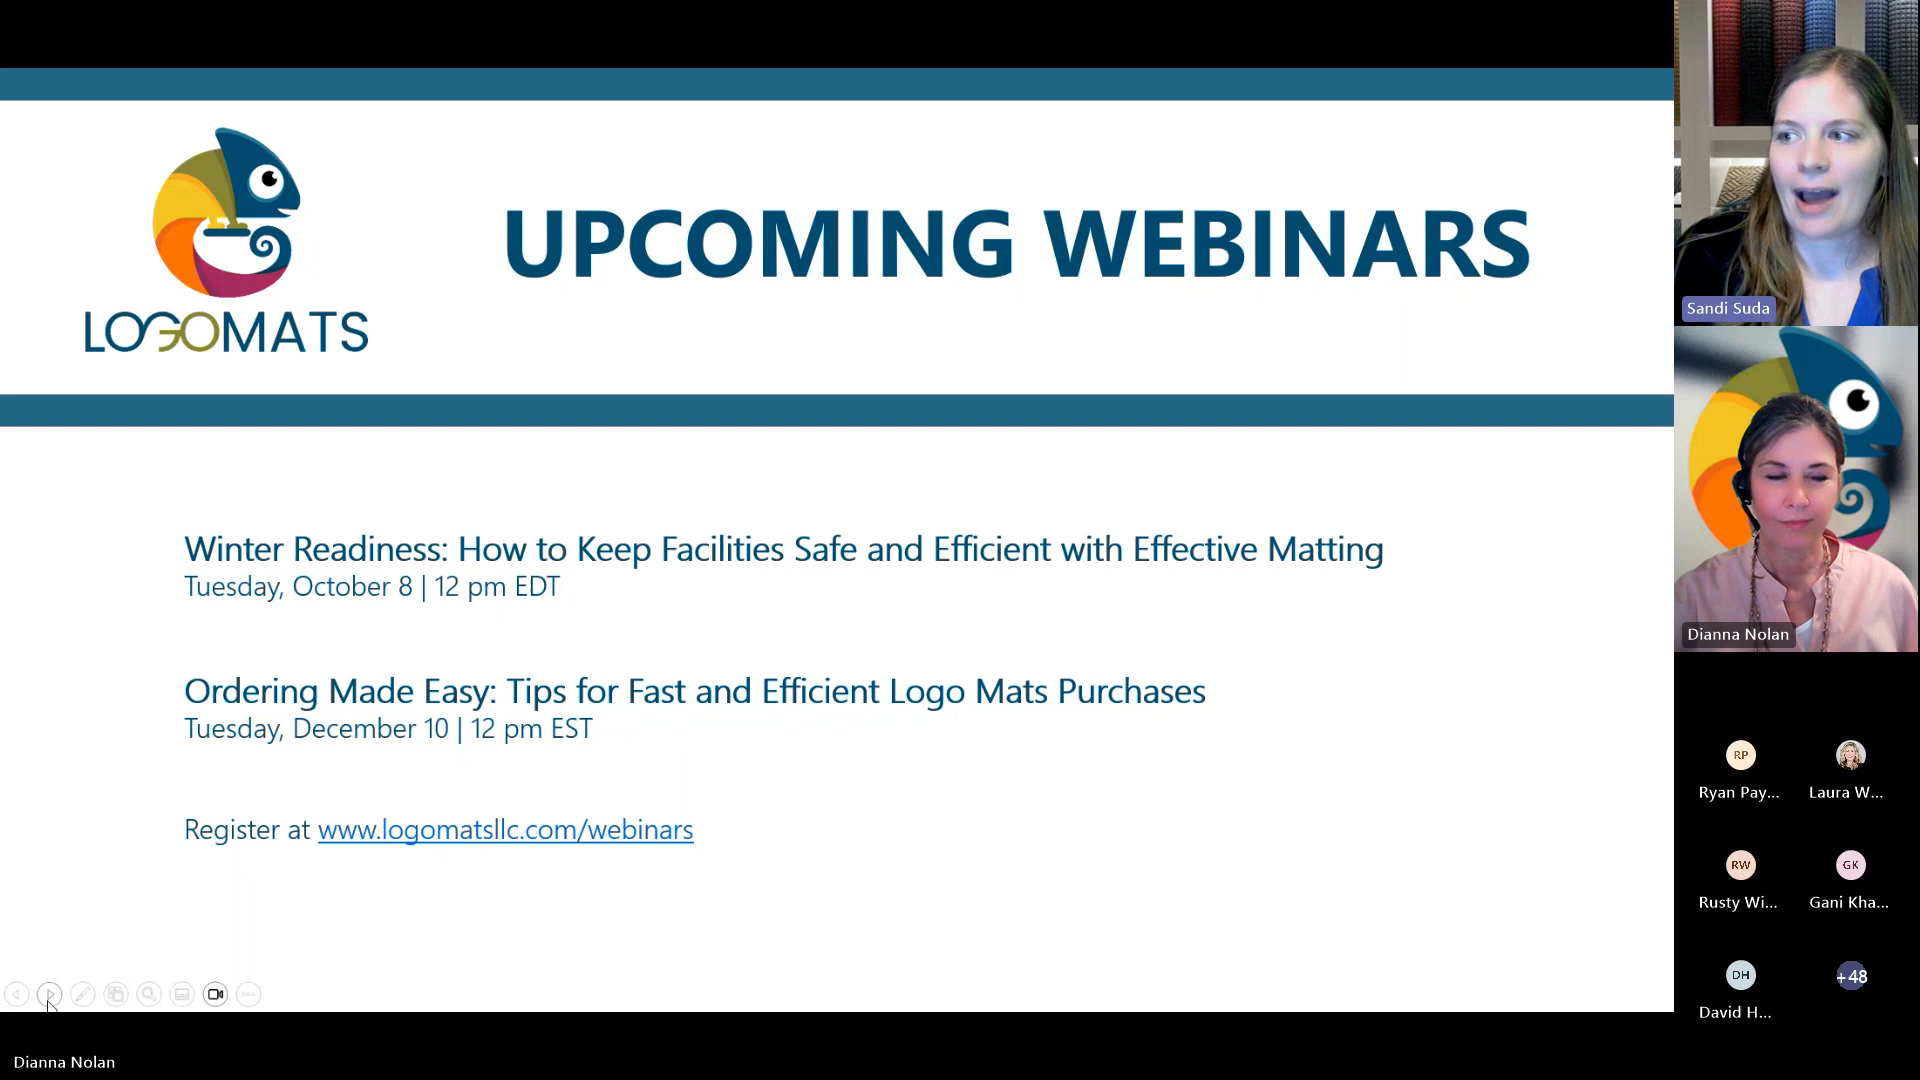 LOGOMATS
UPCOMING WEBINARS
Winter Readiness: How to Keep Facilities Safe and Efficient with Effective Matting
Tuesday, October 8 | 12 pm EDT
Ordering Made Easy: Tips for Fast and Efficient Logo Mats Purchases
Tuesday, December 10 | 12 pm EST
Register at www.logomatsllc.com/webinars
Dianna Nolan
Sandi Suda
Dianna Nolan
RP
Ryan Pay...
Laura W...
RW
Rusty Wi...
GK
Gani Kha...
DH
David H...
+48